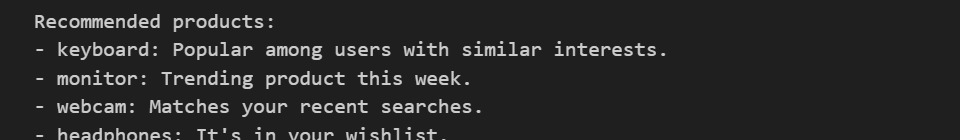 Recommended products:
- keyboard: Popular among users with similar interests.
- monitor: Trending product this week.
- webcam: Matches your recent searches.
- headphones: It's in your wishlist.